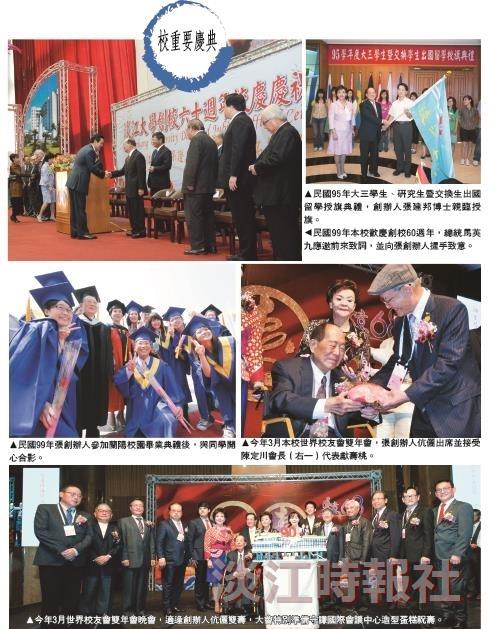 校重要慶典
淡江大學創校六十週年校慶慶祝
95學年度大三學生暨交換學生出國留學校旗典禮
▲民國95年大三學生、研究生暨交換生出國
留學授旗典禮，創辦人張建邦博士親臨授
旗。
◀民國99年本校歡慶創校60週年，總統馬英
九應邀前來致詞，並向張創辦人握手致意。
▲民國99年張創辦人參加蘭陽校園畢業典禮後，與同學開
心合影。
▲今年3月本校世界校友會雙年會，張創辦人伉儷出席並接受
陳定川會長（右一）代表獻壽桃。
淡江時報社
▲今年3月世界校友會雙年會晚會，適逢創辦人伉儷雙壽，大會特別準備守謙國際會議中心造型蛋糕祝壽。